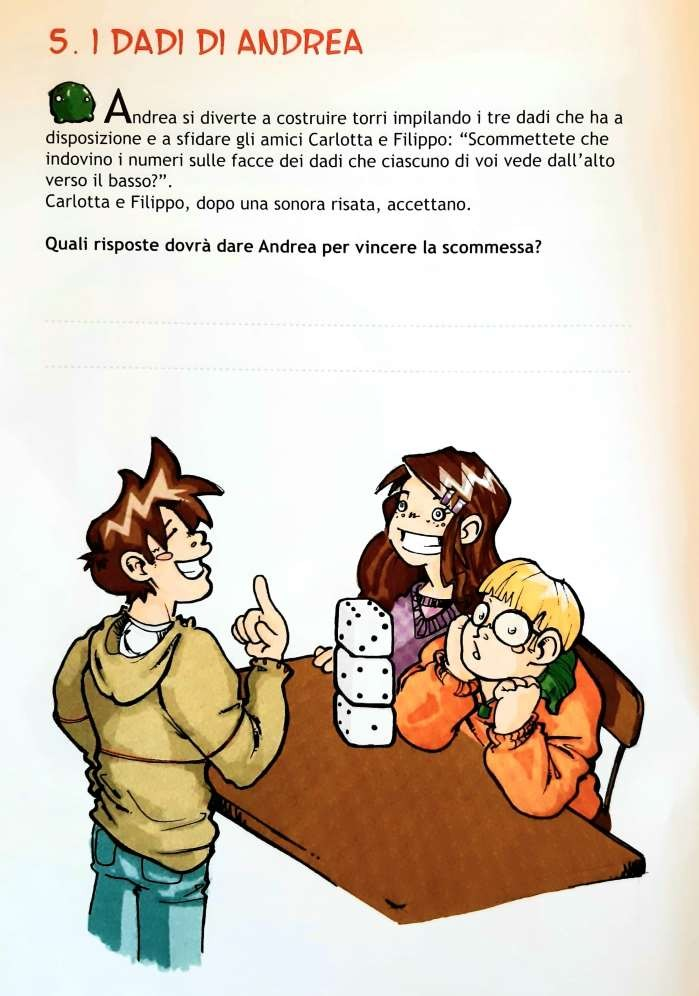 5. I DADI DI ANDREA
Andrea si diverte a costruire torri impilando i tre dadi che ha a
disposizione e a sfidare gli amici Carlotta e Filippo: “Scommettete che
indovino i numeri sulle facce dei dadi che ciascuno di voi vede dall’alto
verso il basso?”.
Carlotta e Filippo, dopo una sonora risata, accettano.
Quali risposte dovrà dare Andrea per vincere la scommessa?